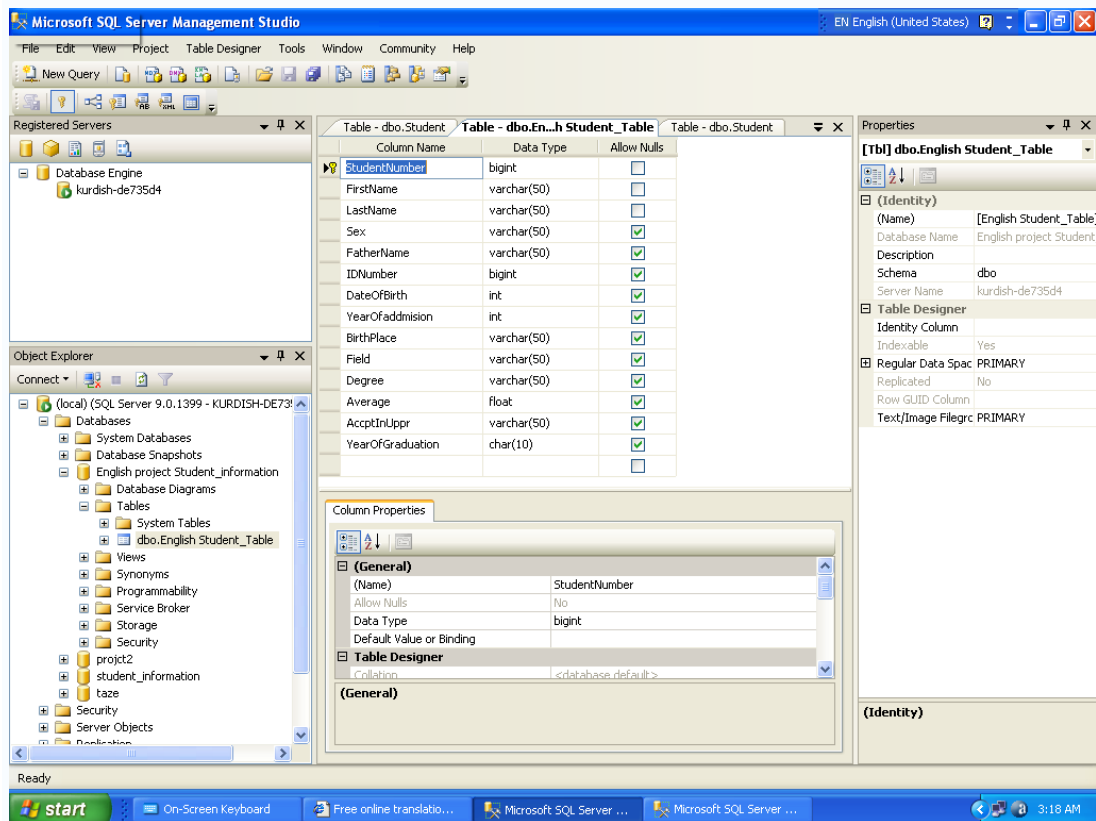 Microsoft SQL Server Management Studio
EN English (United States)
File Edit View Project Table Designer Tools Window Community Help
New Query
Registered Servers
Database Engine
kurdish-de735d4
Object Explorer
Connect
(local) (SQL Server 9.0.1399 - KURDISH-DE73
Databases
System Databases
Database Snapshots
English project Student_information
Database Diagrams
Tables
System Tables
dbo.English Student_Table
Views
Synonyms
Programmability
Service Broker
Storage
Security
projct2
student_information
taze
Security
Server Objects
Replication
Table - dbo.Student Table - dbo.En...h Student_Table Table - dbo.Student
Column Name Data Type Allow Nulls
StudentNumber bigint
FirstName varchar(50)
LastName varchar(50)
Sex varchar(50)
FatherName varchar(50)
IDNumber bigint
DateOfBirth int
YearOfaddmision int
BirthPlace varchar(50)
Field varchar(50)
Degree varchar(50)
Average float
AccptInUppr varchar(50)
YearOfGraduation char(10)
Column Properties
(General)
(Name) StudentNumber
Allow Nulls No
Data Type bigint
Default Value or Binding
Table Designer
Collation <database default>
(General)
Properties
[Tbl] dbo.English Student_Table
(Identity)
(Name) [English Student_Table]
Database Name English project Student
Description
Schema dbo
Server Name kurdish-de735d4
Table Designer
Identity Column
Indexable Yes
Regular Data Spac PRIMARY
Replicated No
Row GUID Column
Text/Image Filegrc PRIMARY
(Identity)
Ready
start On-Screen Keyboard Free online translatio... Microsoft SQL Server ... Microsoft SQL Server ... 3:18 AM